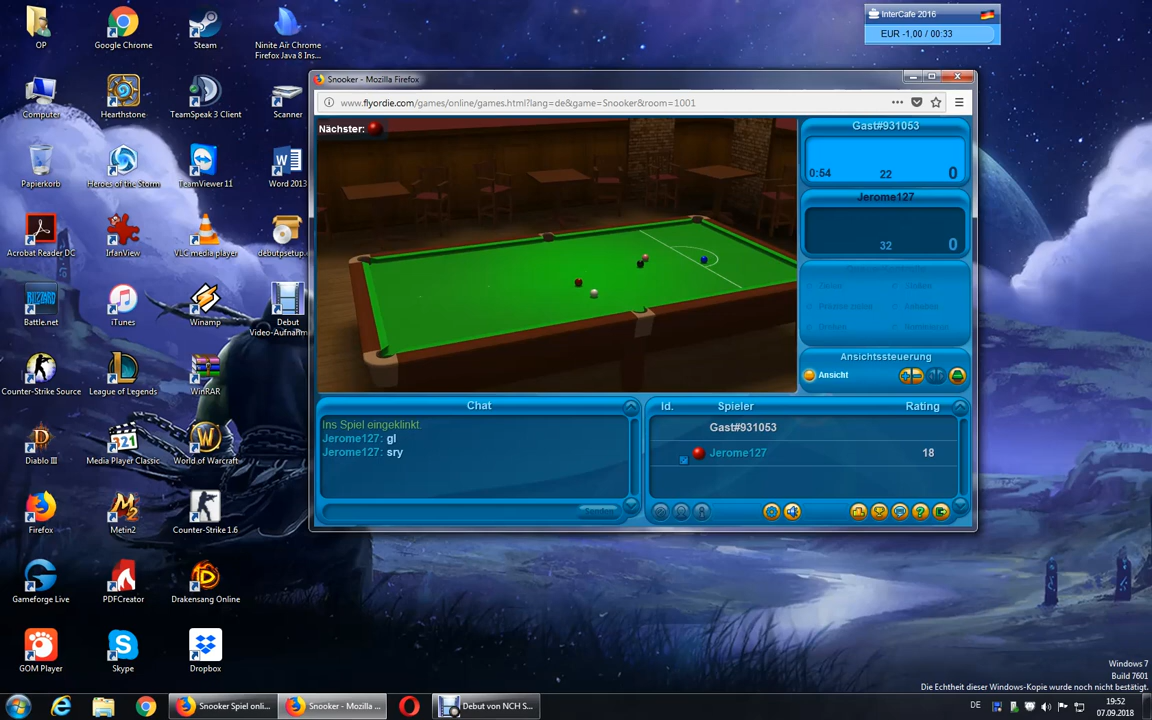 OP
Google Chrome
Steam
Ninite Air Chrome
Firefox Java 8 Ins...
Computer
Hearthstone
TeamSpeak 3 Client
Scanner
Papierkorb
Heroes of the Storm
TeamViewer 11
Word 2013
Acrobat Reader DC
IrfanView
VLC media player
debutpsetup.
Battle.net
iTunes
Winamp
Debut
Video-Aufnahm
Counter-Strike Source
League of Legends
WinRAR
Diablo III
Media Player Classic
World of Warcraft
Firefox
Metin2
Counter-Strike 1.6
Gameforge Live
PDFCreator
Drakensang Online
GOM Player
Skype
Dropbox
InterCafe 2016
EUR -1,00 / 00:33
Snooker - Mozilla Firefox
www.flyordie.com/games/online/games.html?lang=de&game=Snooker&room=1001
Nächster:
Gast#931053
0:54 22 0
Jerome127
32 0
Ansichtssteuerung
Ansicht
Chat
Ins Spiel eingeklinkt.
Jerome127: gl
Jerome127: sry
Id. Spieler Rating
Gast#931053
Jerome127 18
Windows 7
Build 7601
Die Echtheit dieser Windows-Kopie wurde noch nicht bestätigt.
Snooker Spiel onli...
Snooker - Mozilla ...
Debut von NCH S...
DE
19:52
07.09.2018